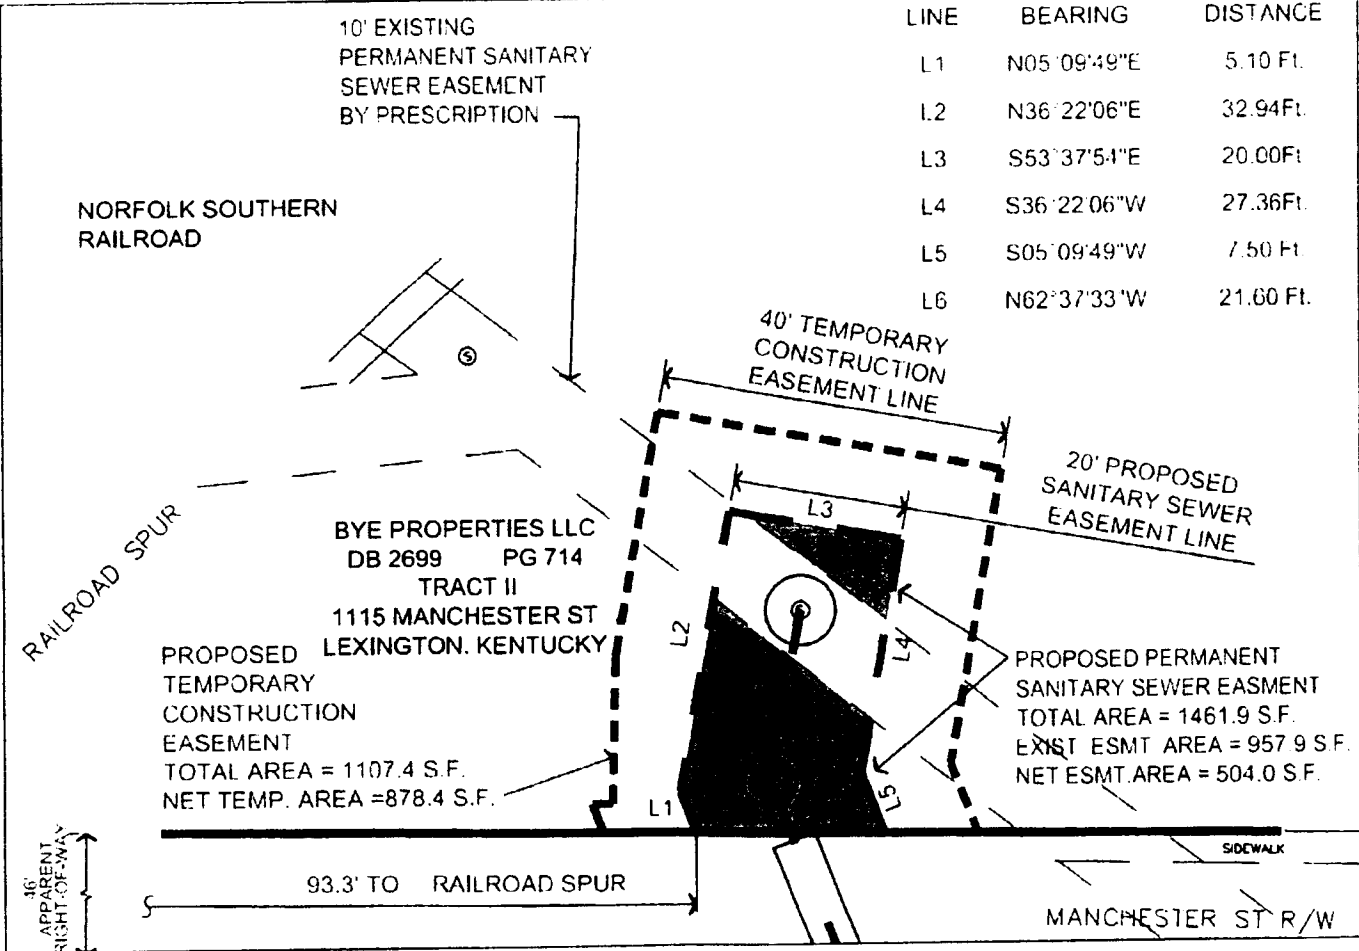 10' EXISTING
PERMANENT SANITARY
SEWER EASEMENT
BY PRESCRIPTION
LINE BEARING DISTANCE
L1 N05°09'49"E 5.10 Ft.
L2 N36°22'06"E 32.94Ft.
L3 S53°37'54"E 20.00Ft
L4 S36°22'06"W 27.36Ft.
L5 S05°09'49"W 7.50 Ft.
L6 N62°37'33"W 21.60 Ft.
NORFOLK SOUTHERN
RAILROAD
S
40' TEMPORARY
CONSTRUCTION
EASEMENT LINE
20' PROPOSED
SANITARY SEWER
EASEMENT LINE
L3
RAILROAD SPUR
BYE PROPERTIES LLC
DB 2699 PG 714
TRACT II
1115 MANCHESTER ST
LEXINGTON. KENTUCKY
L2
L4
PROPOSED
TEMPORARY
CONSTRUCTION
EASEMENT
TOTAL AREA = 1107.4 S.F.
NET TEMP. AREA =878.4 S.F.
PROPOSED PERMANENT
SANITARY SEWER EASMENT
TOTAL AREA = 1461.9 S.F.
EXIST ESMT AREA = 957.9 S.F.
NET ESMT.AREA = 504.0 S.F.
L1
L5
SIDEWALK
46'
APPARENT
RIGHT-OF-WAY
93.3' TO RAILROAD SPUR
MANCHESTER ST R/W